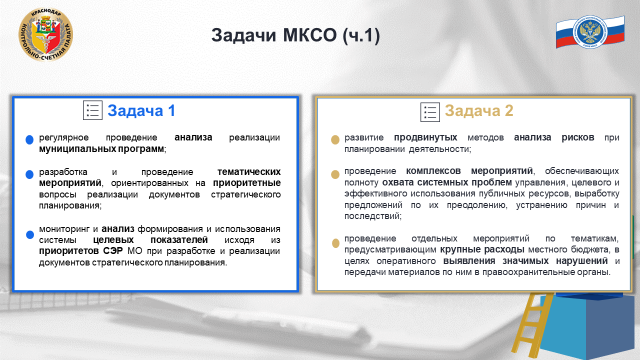 КРАСНОДАР
КОНТРОЛЬНО-СЧЕТНАЯ ПАЛАТА
Задачи МКСО (ч.1)
Задача 1
регулярное проведение анализа реализации
муниципальных программ;
разработка и проведение тематических
мероприятий, ориентированных на приоритетные
вопросы реализации документов стратегического
планирования;
мониторинг и анализ формирования и использования
системы целевых показателей исходя из
приоритетов СЭР МО при разработке и реализации
документов стратегического планирования.
Задача 2
развитие продвинутых методов анализа рисков при
планировании деятельности;
проведение комплексов мероприятий, обеспечивающих
полноту охвата системных проблем управления, целевого и
эффективного использования публичных ресурсов, выработку
предложений по их преодолению, устранению причин и
последствий;
проведение отдельных мероприятий по тематикам,
предусматривающим крупные расходы местного бюджета, в
целях оперативного выявления значимых нарушений и
передачи материалов по ним в правоохранительные органы.